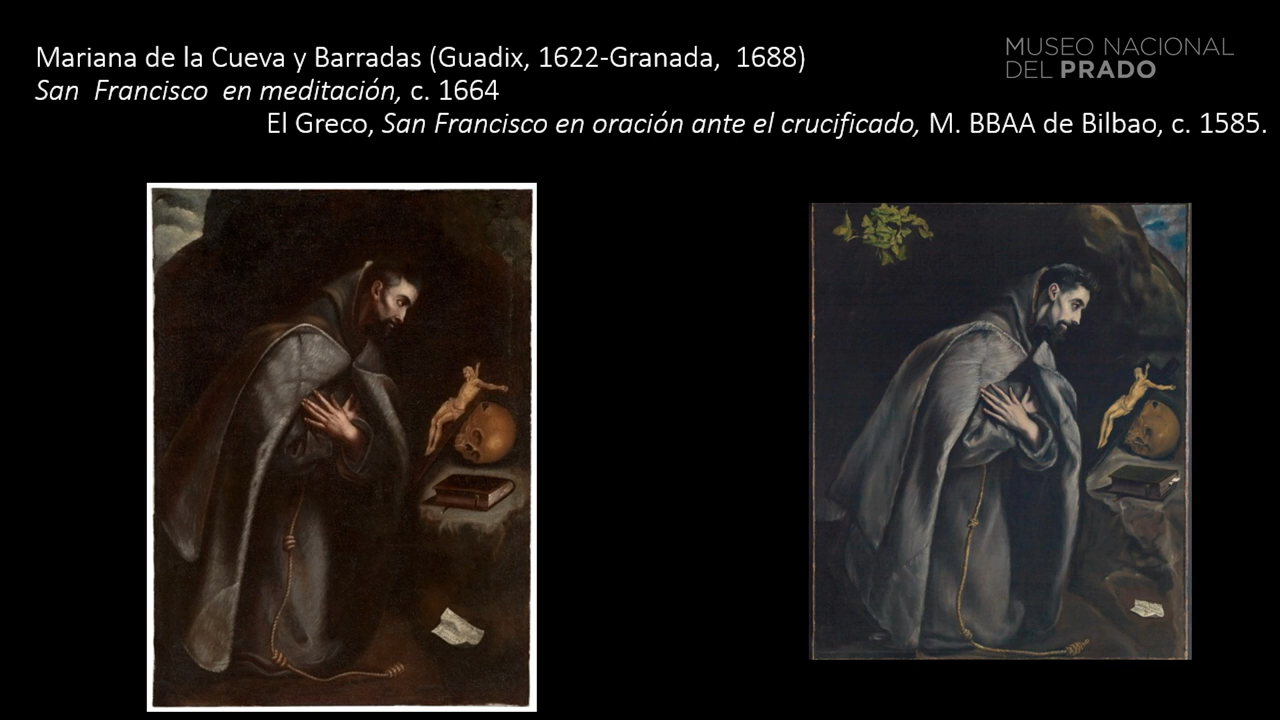 Mariana de la Cueva y Barradas (Guadix, 1622-Granada, 1688)
San Francisco en meditación, c. 1664
El Greco, San Francisco en oración ante el crucificado, M. BBAA de Bilbao, c. 1585.
MUSEO NACIONAL
DEL PRADO